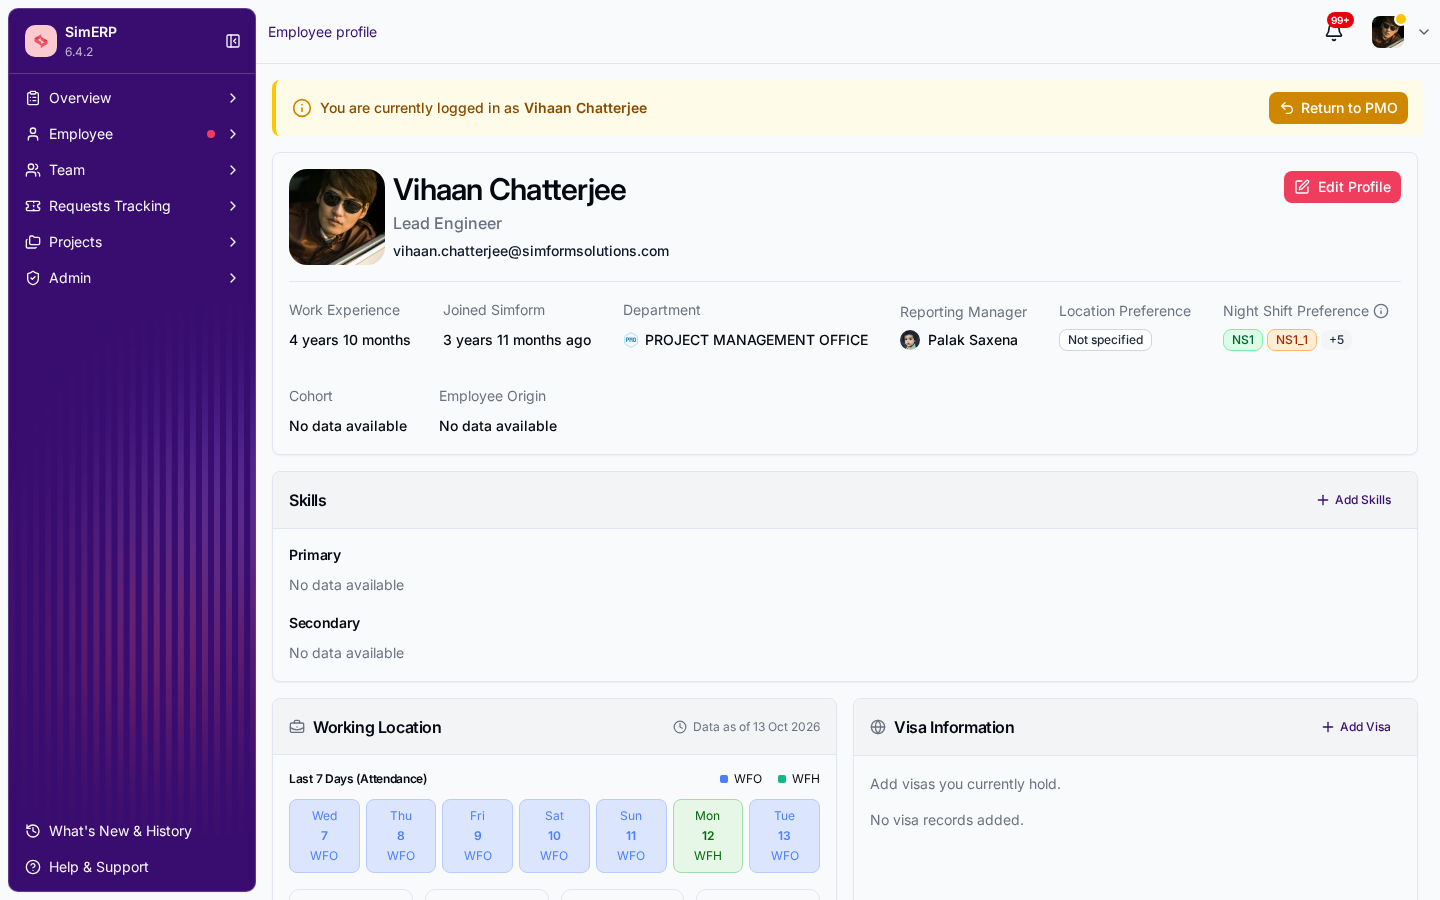 SimERP
6.4.2
Overview
Employee
Team
Requests Tracking
Projects
Admin
What's New & History
Help & Support
Employee profile
99+
You are currently logged in as Vihaan Chatterjee
Return to PMO
Vihaan Chatterjee
Lead Engineer
vihaan.chatterjee@simformsolutions.com
Edit Profile
Work Experience
4 years 10 months
Joined Simform
3 years 11 months ago
Department
PMO
PROJECT MANAGEMENT OFFICE
Reporting Manager
Palak Saxena
Location Preference
Not specified
Night Shift Preference
NS1 NS1_1 +5
Cohort
No data available
Employee Origin
No data available
Skills
Add Skills
Primary
No data available
Secondary
No data available
Working Location
Data as of 13 Oct 2026
Last 7 Days (Attendance)
WFO WFH
Wed Thu Fri Sat Sun Mon Tue
7 8 9 10 11 12 13
WFO WFO WFO WFO WFO WFH WFO
Visa Information
Add Visa
Add visas you currently hold.
No visa records added.